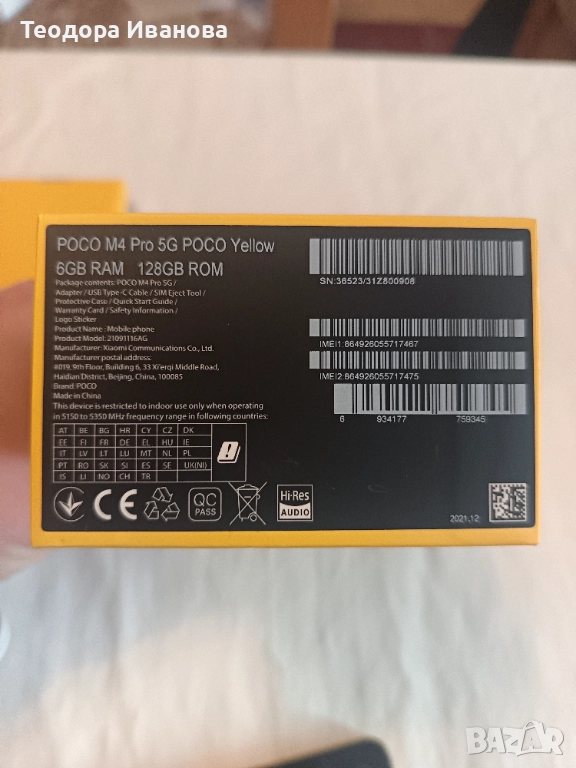 Теодора Иванова
POCO M4 Pro 5G POCO Yellow
6GB RAM 128GB ROM
Package contents: POCO M4 Pro 5G /
Adapter / USB Type-C Cable / SIM Eject Tool /
Protective Case / Quick Start Guide /
Warranty Card / Safety Information /
Logo Sticker
Product Name : Mobile phone
Product Model: 21091116AG
Manufacturer: Xiaomi Communications Co., Ltd.
Manufacturer postal address:
#019, 9th Floor, Building 6, 33 Xi'erqi Middle Road,
Haidian District, Beijing, China, 100085
Brand: POCO
Made in China
This device is restricted to indoor use only when operating
in 5150 to 5350 MHz frequency range in following countries:
AT BE BG HR CY CZ DK
EE FI FR DE EL HU IE
IT LV LT LU MT NL PL
PT RO SK SI ES SE UK(NI)
IS LI NO CH TR
CE
QC
PASS
Hi-Res
AUDIO
SN:36523/31Z800908
IMEI1:864926055717467
IMEI2:864926055717475
6 934177 759345
2021.12
BAZAR